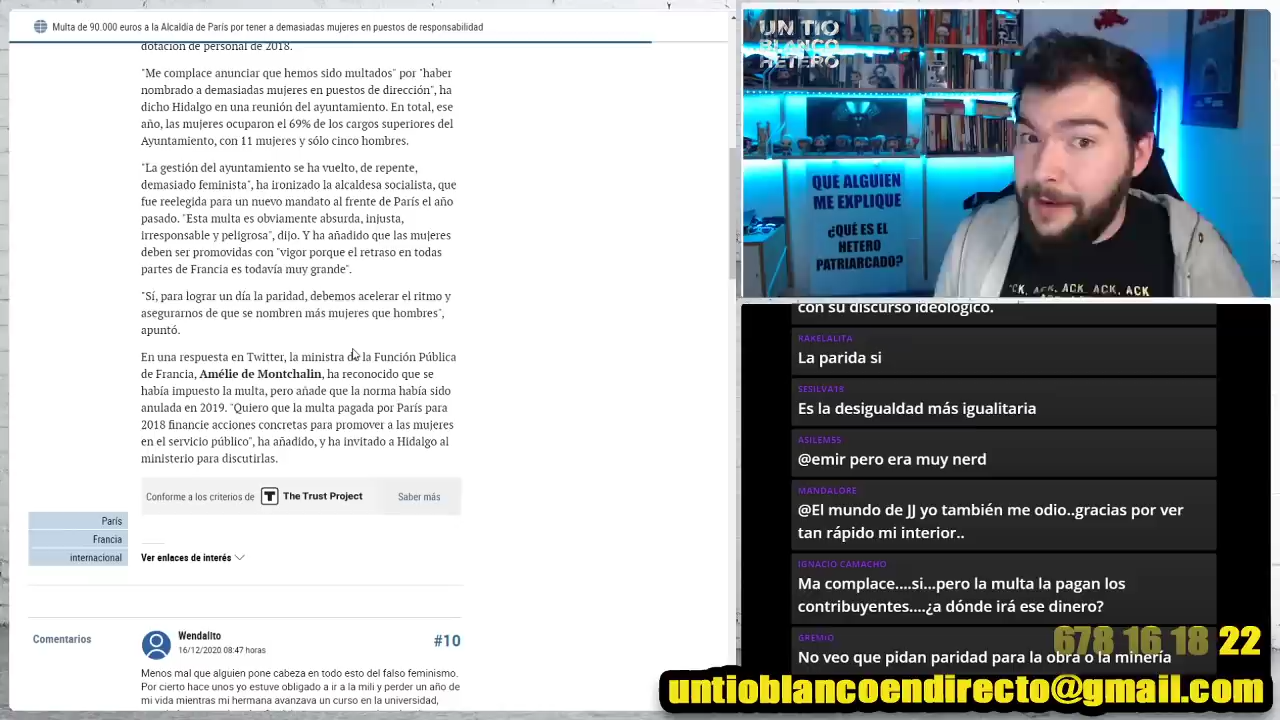 Multa de 90.000 euros a la Alcaldía de París por tener a demasiadas mujeres en puestos de responsabilidad
dotación de personal de 2018.
"Me complace anunciar que hemos sido multados" por "haber
nombrado a demasiadas mujeres en puestos de dirección", ha
dicho Hidalgo en una reunión del ayuntamiento. En total, ese
año, las mujeres ocuparon el 69% de los cargos superiores del
Ayuntamiento, con 11 mujeres y sólo cinco hombres.
"La gestión del ayuntamiento se ha vuelto, de repente,
demasiado feminista", ha ironizado la alcaldesa socialista, que
fue reelegida para un nuevo mandato al frente de París el año
pasado. "Esta multa es obviamente absurda, injusta,
irresponsable y peligrosa", dijo. Y ha añadido que las mujeres
deben ser promovidas con "vigor porque el retraso en todas
partes de Francia es todavía muy grande".
"Sí, para lograr un día la paridad, debemos acelerar el ritmo y
asegurarnos de que se nombren más mujeres que hombres",
apuntó.
En una respuesta en Twitter, la ministra de la Función Pública
de Francia, Amélie de Montchalin, ha reconocido que se
había impuesto la multa, pero añade que la norma había sido
anulada en 2019. "Quiero que la multa pagada por París para
2018 financie acciones concretas para promover a las mujeres
en el servicio público", ha añadido, y ha invitado a Hidalgo al
ministerio para discutirlas.
Conforme a los criterios de T The Trust Project Saber más
París
Francia
internacional
Ver enlaces de interés
Comentarios
Wendalito
#10
16/12/2020 08:47 horas
Menos mal que alguien pone cabeza en todo esto del falso feminismo.
Por cierto hace unos yo estuve obligado a ir a la mili y perder un año de
mi vida mientras mi hermana avanzava un curso en la universidad,
UN TIO
BLANCO
HETERO
QUE ALGUIEN
ME EXPLIQUE
¿QUÉ ES EL
HETERO
PATRIARCADO?
ACK, ACK, ACK
con su discurso ideológico.
RAKELALITA
La parida si
SESILVA18
Es la desigualdad más igualitaria
ASILEM55
@emir pero era muy nerd
MANDALORE
@El mundo de JJ yo también me odio..gracias por ver
tan rápido mi interior..
IGNACIO CAMACHO
Ma complace....si...pero la multa la pagan los
contribuyentes....¿a dónde irá ese dinero?
GREMIO
No veo que pidan paridad para la obra o la minería
678 16 18 22
untioblancoendirecto@gmail.com